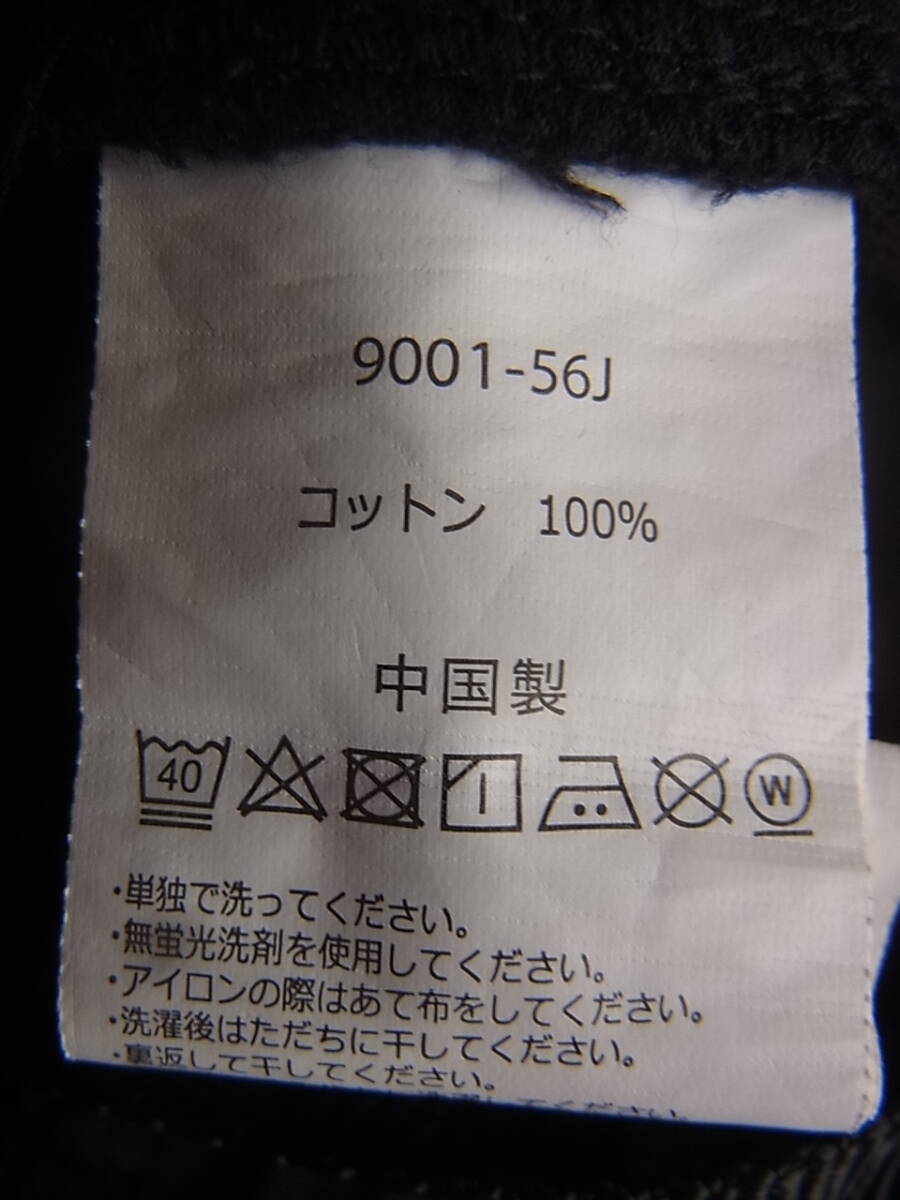 9001-56J
コットン 100%
中国製
40
W
・単独で洗ってください。
・無蛍光洗剤を使用してください。
・アイロンの際はあて布をしてください。
・洗濯後はただちに干してください。
・裏返して干してください。